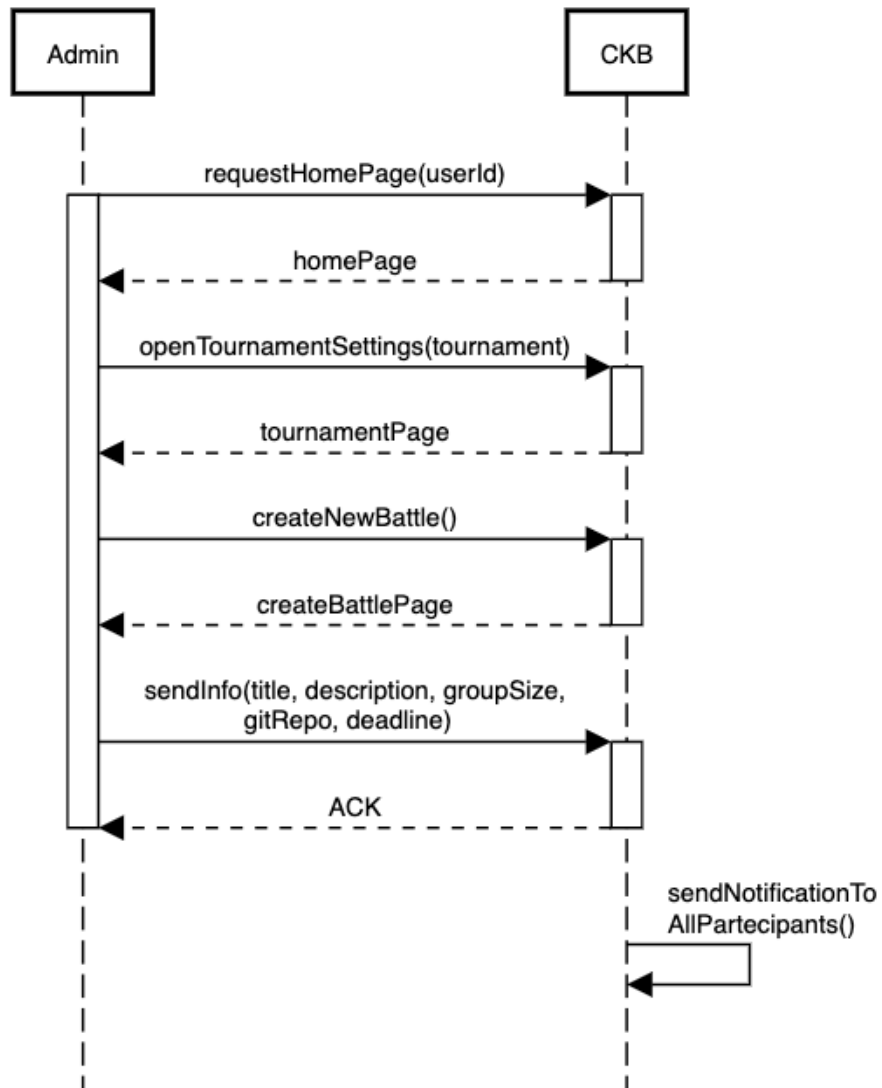 Admin
CKB
requestHomePage(userId)
homePage
openTournamentSettings(tournament)
tournamentPage
createNewBattle()
createBattlePage
sendInfo(title, description, groupSize,
gitRepo, deadline)
ACK
sendNotificationTo
AllPartecipants()